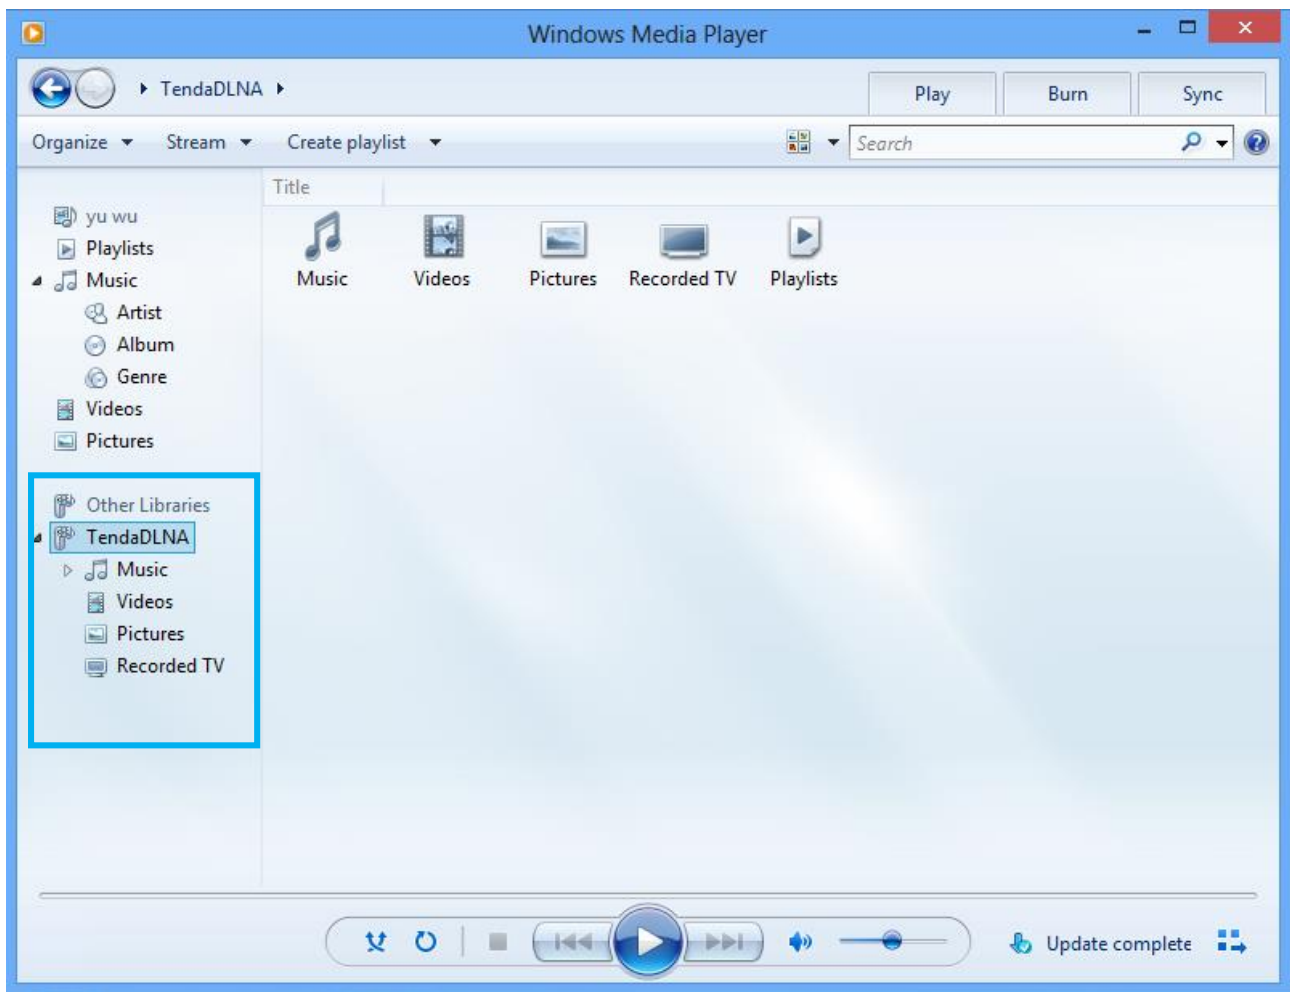 Windows Media Player
TendaDLNA
Play
Burn
Sync
Organize
Stream
Create playlist
Search
Title
yu wu
Playlists
Music
Artist
Album
Genre
Videos
Pictures
Other Libraries
TendaDLNA
Music
Videos
Pictures
Recorded TV
Music
Videos
Pictures
Recorded TV
Playlists
Update complete